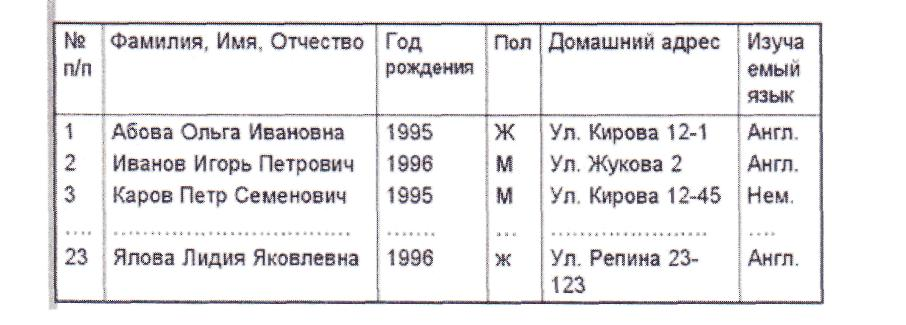 № Фамилия, Имя, Отчество Год Пол Домашний адрес Изуча
п/п рождения емый
язык
1 Абова Ольга Ивановна 1995 Ж Ул. Кирова 12-1 Англ.
2 Иванов Игорь Петрович 1996 М Ул. Жукова 2 Англ.
3 Каров Петр Семенович 1995 М Ул. Кирова 12-45 Нем.
.... .................................. ....... ... ...................... ....
23 Ялова Лидия Яковлевна 1996 ж Ул. Репина 23- Англ.
123